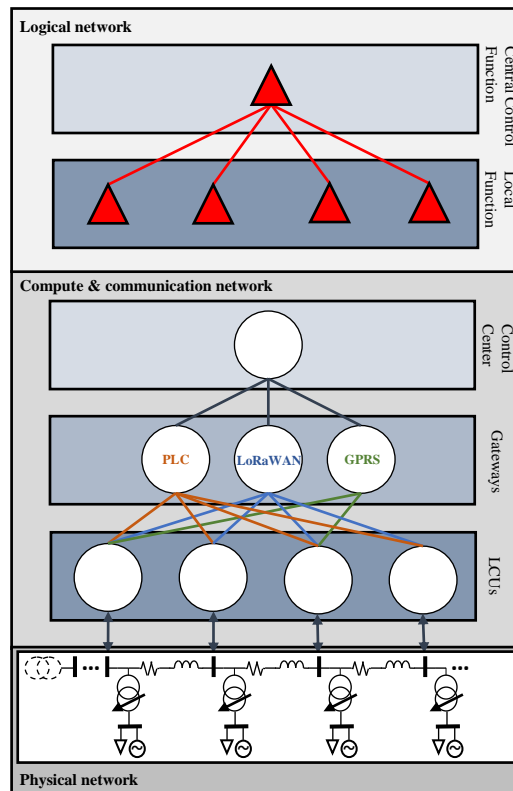 Logical network
Central Control
Function
Local
Function
Compute & communication network
Control
Center
PLC
LoRaWAN
GPRS
Gateways
LCUs
Physical network